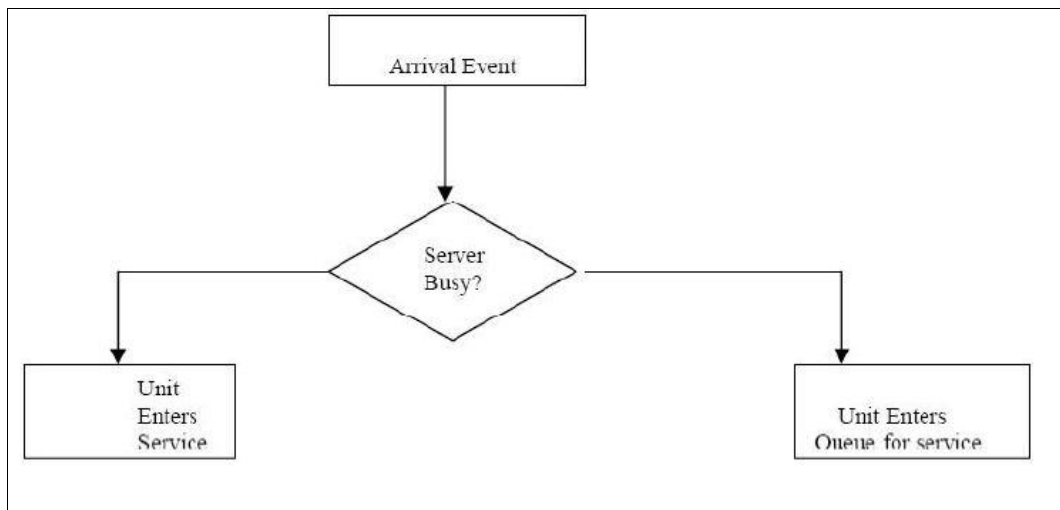 Arrival Event
Server
Busy?
Unit
Enters
Service
Unit Enters
Queue for service